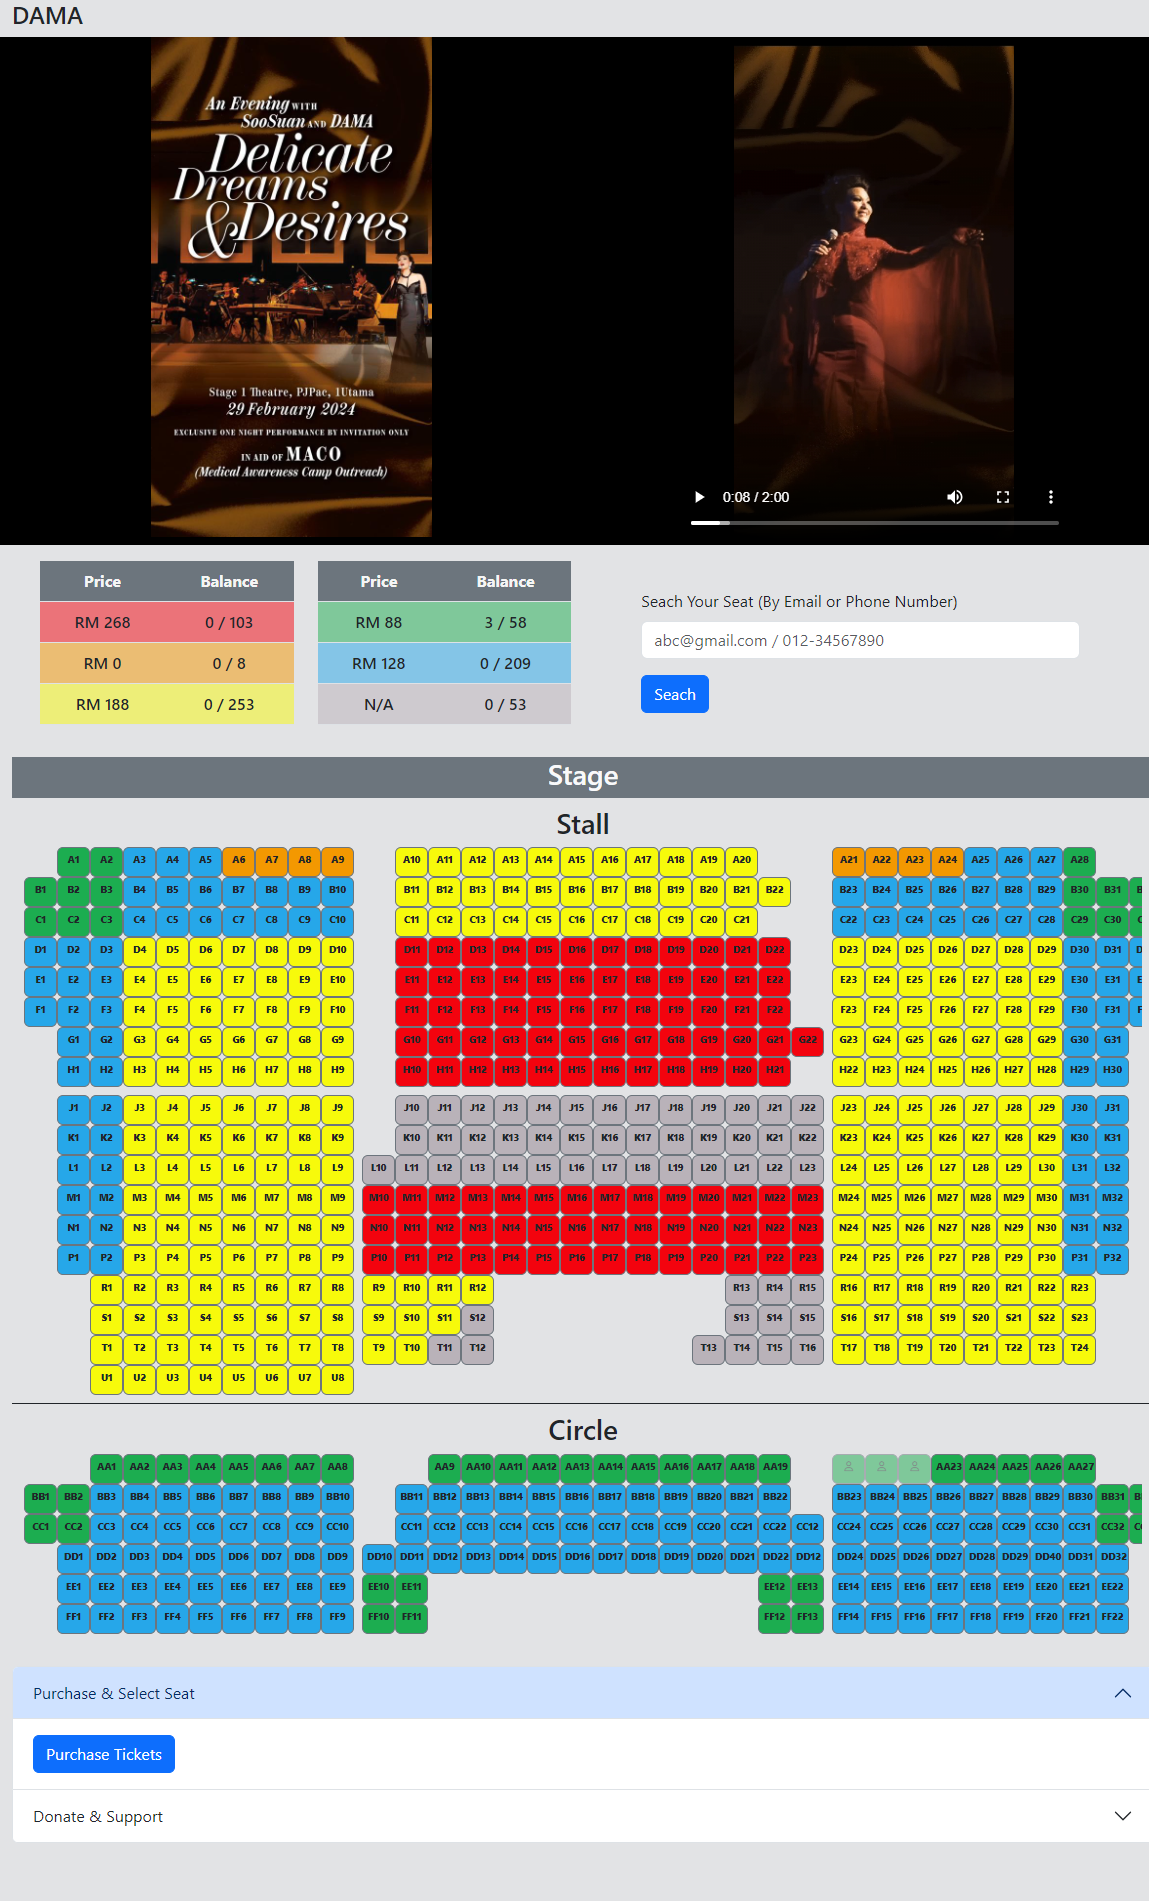 DAMA
An Evening WITH
SooSuan AND DAMA
Delicate
Dreams
& Desires
Stage 1 Theatre, PJPac, 1Utama
29 February 2024
EXCLUSIVE ONE NIGHT PERFORMANCE BY INVITATION ONLY
IN AID OF MACO
(Medical Awareness Camp Outreach)
0:08 / 2:00
Price Balance Price Balance
RM 268 0 / 103 RM 88 3 / 58
RM 0 0 / 8 RM 128 0 / 209
RM 188 0 / 253 N/A 0 / 53
Seach Your Seat (By Email or Phone Number)
abc@gmail.com / 012-34567890
Seach
Stage
Stall
A1 A2 A3 A4 A5 A6 A7 A8 A9 A10 A11 A12 A13 A14 A15 A16 A17 A18 A19 A20 A21 A22 A23 A24 A25 A26 A27 A28
B1 B2 B3 B4 B5 B6 B7 B8 B9 B10 B11 B12 B13 B14 B15 B16 B17 B18 B19 B20 B21 B22 B23 B24 B25 B26 B27 B28 B29 B30 B31
C1 C2 C3 C4 C5 C6 C7 C8 C9 C10 C11 C12 C13 C14 C15 C16 C17 C18 C19 C20 C21 C22 C23 C24 C25 C26 C27 C28 C29 C30
D1 D2 D3 D4 D5 D6 D7 D8 D9 D10 D11 D12 D13 D14 D15 D16 D17 D18 D19 D20 D21 D22 D23 D24 D25 D26 D27 D28 D29 D30 D31
E1 E2 E3 E4 E5 E6 E7 E8 E9 E10 E11 E12 E13 E14 E15 E16 E17 E18 E19 E20 E21 E22 E23 E24 E25 E26 E27 E28 E29 E30 E31
F1 F2 F3 F4 F5 F6 F7 F8 F9 F10 F11 F12 F13 F14 F15 F16 F17 F18 F19 F20 F21 F22 F23 F24 F25 F26 F27 F28 F29 F30 F31
G1 G2 G3 G4 G5 G6 G7 G8 G9 G10 G11 G12 G13 G14 G15 G16 G17 G18 G19 G20 G21 G22 G23 G24 G25 G26 G27 G28 G29 G30 G31
H1 H2 H3 H4 H5 H6 H7 H8 H9 H10 H11 H12 H13 H14 H15 H16 H17 H18 H19 H20 H21 H22 H23 H24 H25 H26 H27 H28 H29 H30
J1 J2 J3 J4 J5 J6 J7 J8 J9 J10 J11 J12 J13 J14 J15 J16 J17 J18 J19 J20 J21 J22 J23 J24 J25 J26 J27 J28 J29 J30 J31
K1 K2 K3 K4 K5 K6 K7 K8 K9 K10 K11 K12 K13 K14 K15 K16 K17 K18 K19 K20 K21 K22 K23 K24 K25 K26 K27 K28 K29 K30 K31
L1 L2 L3 L4 L5 L6 L7 L8 L9 L10 L11 L12 L13 L14 L15 L16 L17 L18 L19 L20 L21 L22 L23 L24 L25 L26 L27 L28 L29 L30 L31 L32
M1 M2 M3 M4 M5 M6 M7 M8 M9 M10 M11 M12 M13 M14 M15 M16 M17 M18 M19 M20 M21 M22 M23 M24 M25 M26 M27 M28 M29 M30 M31 M32
N1 N2 N3 N4 N5 N6 N7 N8 N9 N10 N11 N12 N13 N14 N15 N16 N17 N18 N19 N20 N21 N22 N23 N24 N25 N26 N27 N28 N29 N30 N31 N32
P1 P2 P3 P4 P5 P6 P7 P8 P9 P10 P11 P12 P13 P14 P15 P16 P17 P18 P19 P20 P21 P22 P23 P24 P25 P26 P27 P28 P29 P30 P31 P32
R1 R2 R3 R4 R5 R6 R7 R8 R9 R10 R11 R12 R13 R14 R15 R16 R17 R18 R19 R20 R21 R22 R23
S1 S2 S3 S4 S5 S6 S7 S8 S9 S10 S11 S12 S13 S14 S15 S16 S17 S18 S19 S20 S21 S22 S23
T1 T2 T3 T4 T5 T6 T7 T8 T9 T10 T11 T12 T13 T14 T15 T16 T17 T18 T19 T20 T21 T22 T23 T24
U1 U2 U3 U4 U5 U6 U7 U8
Circle
AA1 AA2 AA3 AA4 AA5 AA6 AA7 AA8 AA9 AA10 AA11 AA12 AA13 AA14 AA15 AA16 AA17 AA18 AA19 AA23 AA24 AA25 AA26 AA27
BB1 BB2 BB3 BB4 BB5 BB6 BB7 BB8 BB9 BB10 BB11 BB12 BB13 BB14 BB15 BB16 BB17 BB18 BB19 BB20 BB21 BB22 BB23 BB24 BB25 BB26 BB27 BB28 BB29 BB30 BB31
CC1 CC2 CC3 CC4 CC5 CC6 CC7 CC8 CC9 CC10 CC11 CC12 CC13 CC14 CC15 CC16 CC17 CC18 CC19 CC20 CC21 CC22 CC12 CC24 CC25 CC26 CC27 CC28 CC29 CC30 CC31 CC32
DD1 DD2 DD3 DD4 DD5 DD6 DD7 DD8 DD9 DD10 DD11 DD12 DD13 DD14 DD15 DD16 DD17 DD18 DD19 DD20 DD21 DD22 DD12 DD24 DD25 DD26 DD27 DD28 DD29 DD40 DD31 DD32
EE1 EE2 EE3 EE4 EE5 EE6 EE7 EE8 EE9 EE10 EE11 EE12 EE13 EE14 EE15 EE16 EE17 EE18 EE19 EE20 EE21 EE22
FF1 FF2 FF3 FF4 FF5 FF6 FF7 FF8 FF9 FF10 FF11 FF12 FF13 FF14 FF15 FF16 FF17 FF18 FF19 FF20 FF21 FF22
Purchase & Select Seat
Purchase Tickets
Donate & Support